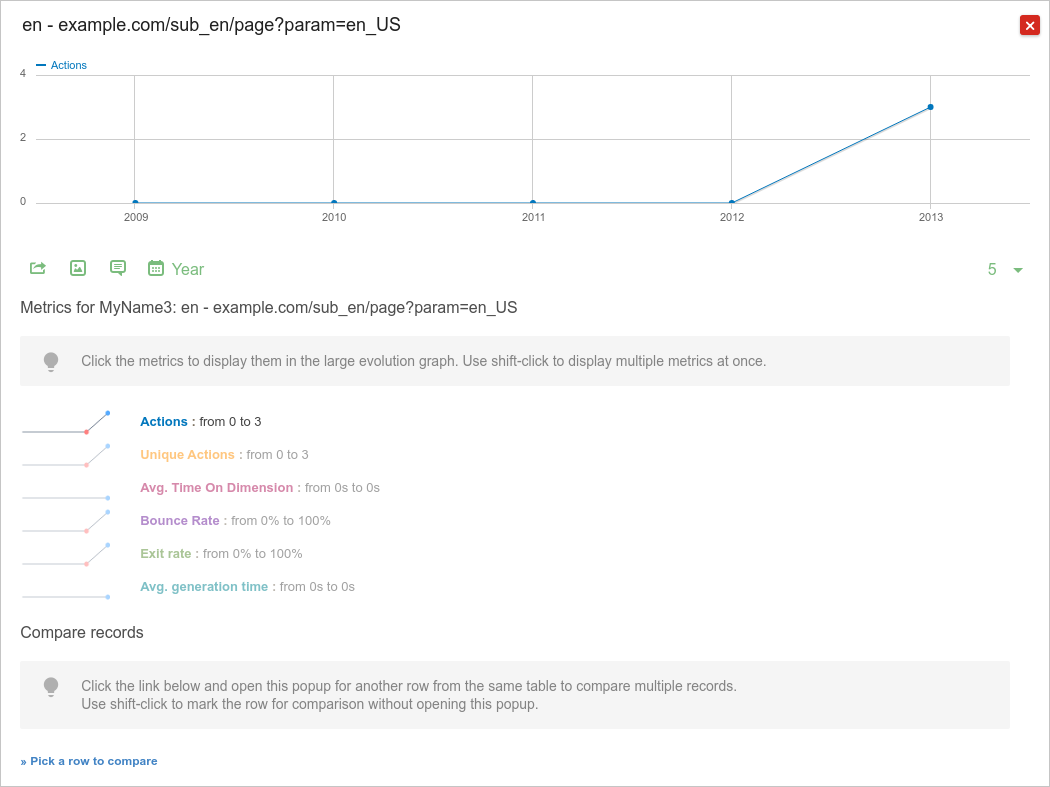 en - example.com/sub_en/page?param=en_US
Actions
4
2
0
2009 2010 2011 2012 2013
Year 5
Metrics for MyName3: en - example.com/sub_en/page?param=en_US
Click the metrics to display them in the large evolution graph. Use shift-click to display multiple metrics at once.
Actions : from 0 to 3
Unique Actions : from 0 to 3
Avg. Time On Dimension : from 0s to 0s
Bounce Rate : from 0% to 100%
Exit rate : from 0% to 100%
Avg. generation time : from 0s to 0s
Compare records
Click the link below and open this popup for another row from the same table to compare multiple records.
Use shift-click to mark the row for comparison without opening this popup.
» Pick a row to compare